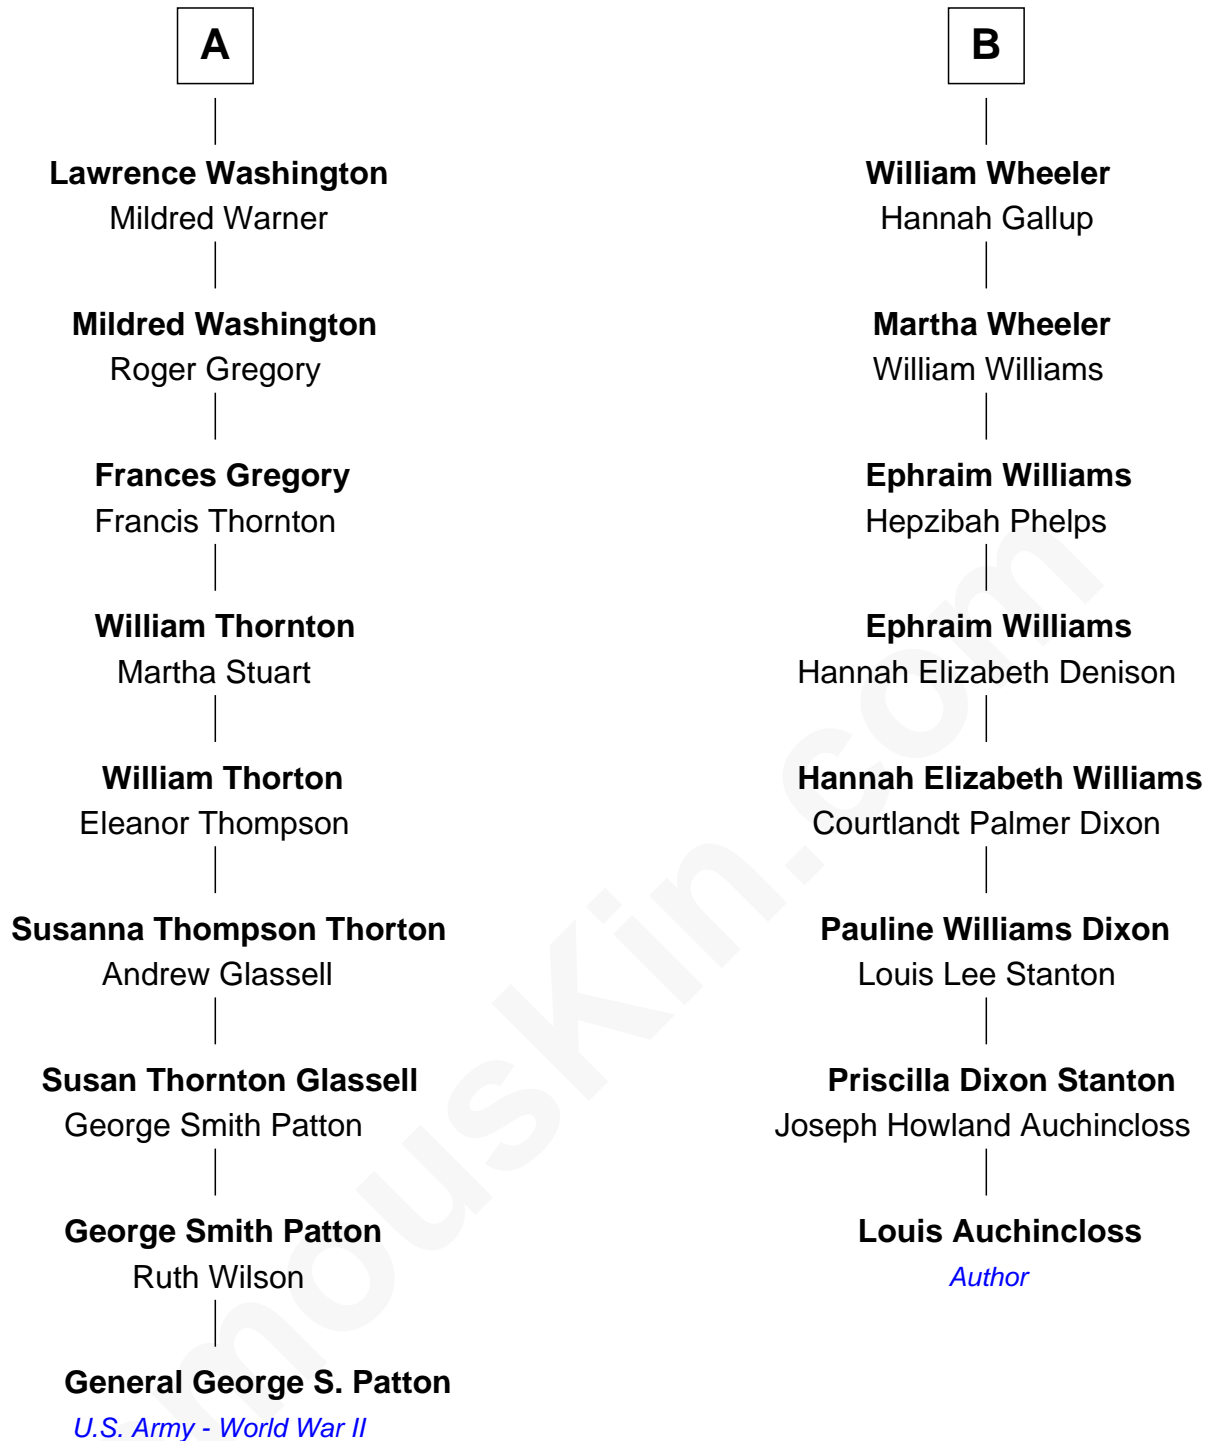 A
Lawrence Washington
Mildred Warner
Mildred Washington
Roger Gregory
Frances Gregory
Francis Thornton
William Thornton
Martha Stuart
William Thorton
Eleanor Thompson
Susanna Thompson Thorton
Andrew Glassell
Susan Thornton Glassell
George Smith Patton
George Smith Patton
Ruth Wilson
General George S. Patton
U.S. Army - World War II
B
William Wheeler
Hannah Gallup
Martha Wheeler
William Williams
Ephraim Williams
Hepzibah Phelps
Ephraim Williams
Hannah Elizabeth Denison
Hannah Elizabeth Williams
Courtlandt Palmer Dixon
Pauline Williams Dixon
Louis Lee Stanton
Priscilla Dixon Stanton
Joseph Howland Auchincloss
Louis Auchincloss
Author
mousKin.com